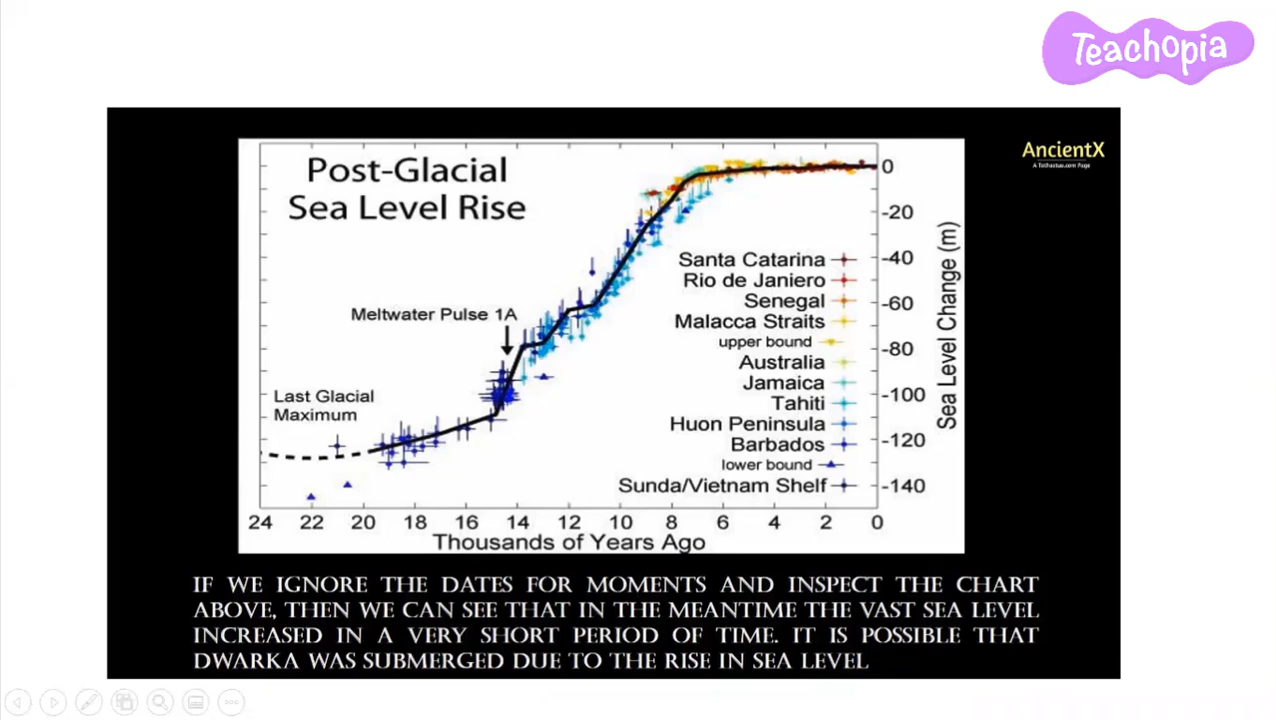 Teachopia
AncientX
A Tathastuu.com Page
Post-Glacial
Sea Level Rise
Meltwater Pulse 1A
Last Glacial
Maximum
Santa Catarina
Rio de Janiero
Senegal
Malacca Straits
upper bound
Australia
Jamaica
Tahiti
Huon Peninsula
Barbados
lower bound
Sunda/Vietnam Shelf
0
-20
-40
-60
-80
-100
-120
-140
Sea Level Change (m)
24 22 20 18 16 14 12 10 8 6 4 2 0
Thousands of Years Ago
IF WE IGNORE THE DATES FOR MOMENTS AND INSPECT THE CHART
ABOVE, THEN WE CAN SEE THAT IN THE MEANTIME THE VAST SEA LEVEL
INCREASED IN A VERY SHORT PERIOD OF TIME. IT IS POSSIBLE THAT
DWARKA WAS SUBMERGED DUE TO THE RISE IN SEA LEVEL